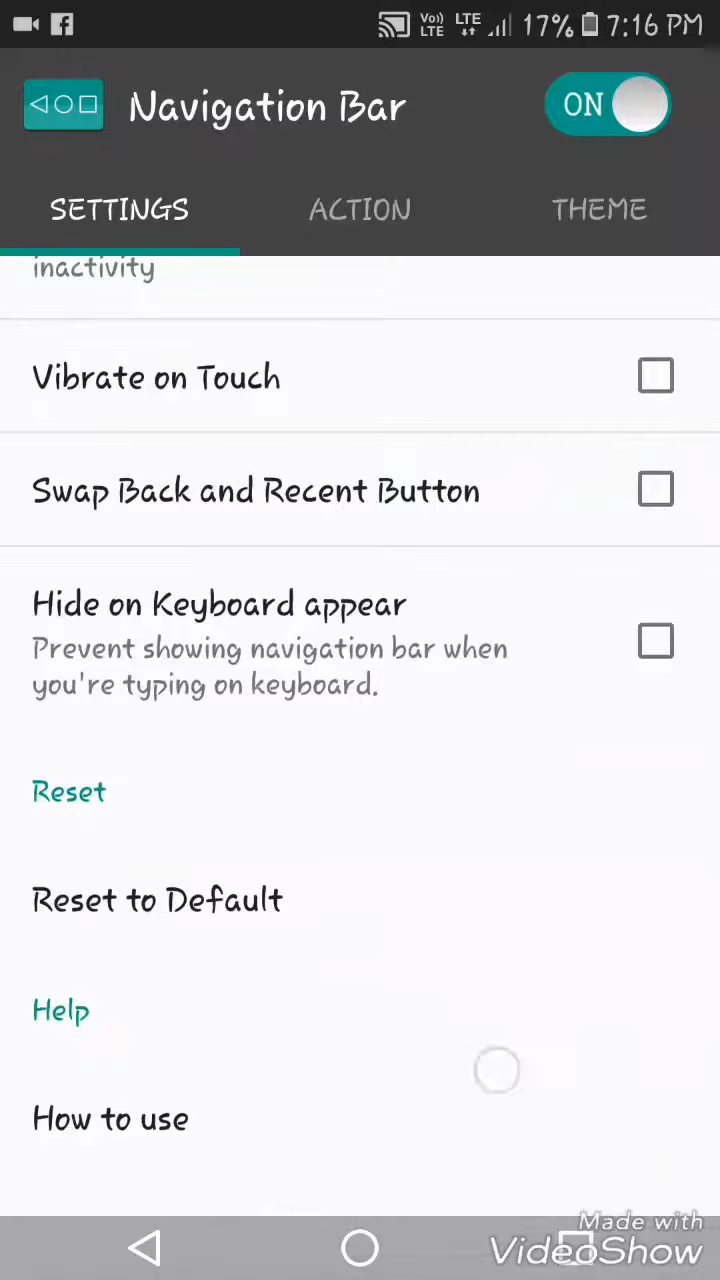 Vo)) LTE LTE 17% 7:16 PM
Navigation Bar ON
SETTINGS ACTION THEME
inactivity
Vibrate on Touch
Swap Back and Recent Button
Hide on Keyboard appear
Prevent showing navigation bar when
you're typing on keyboard.
Reset
Reset to Default
Help
How to use
Made with
VideoShow